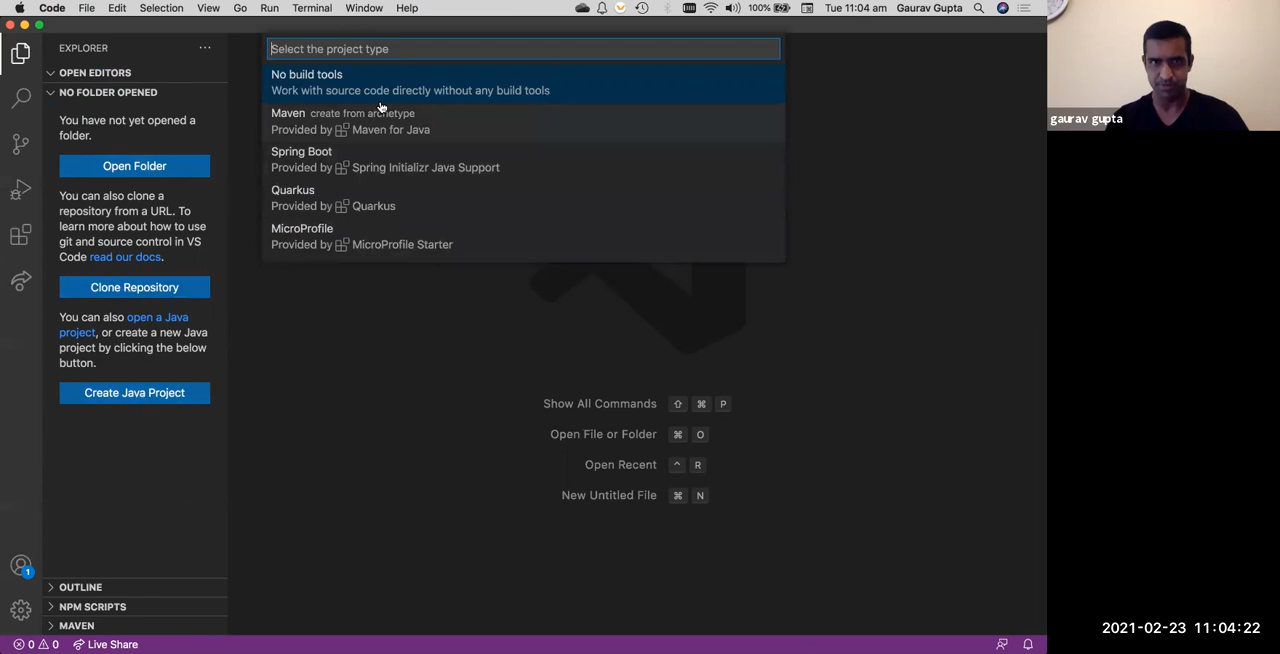 Code File Edit Selection View Go Run Terminal Window Help
100% Tue 11:04 am Gaurav Gupta
EXPLORER
OPEN EDITORS
NO FOLDER OPENED
You have not yet opened a
folder.
Open Folder
You can also clone a
repository from a URL. To
learn more about how to use
git and source control in VS
Code read our docs.
Clone Repository
You can also open a Java
project, or create a new Java
project by clicking the below
button.
Create Java Project
OUTLINE
NPM SCRIPTS
MAVEN
1
Select the project type
No build tools
Work with source code directly without any build tools
Maven create from archetype
Provided by Maven for Java
Spring Boot
Provided by Spring Initializr Java Support
Quarkus
Provided by Quarkus
MicroProfile
Provided by MicroProfile Starter
Show All Commands ⇧ ⌘ P
Open File or Folder ⌘ O
Open Recent ^ R
New Untitled File ⌘ N
0 0 Live Share
gaurav gupta
2021-02-23 11:04:22